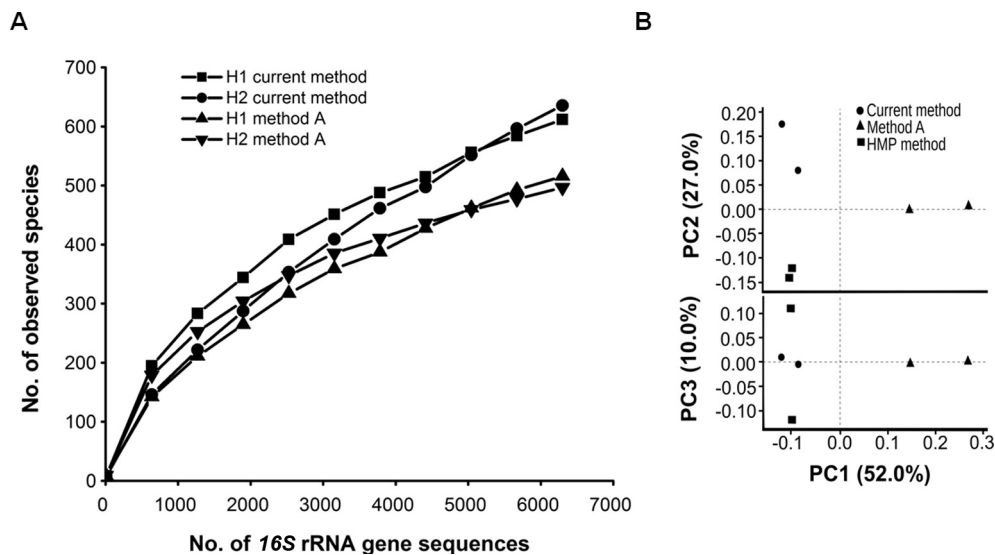 A
No. of observed species
700
600
500
400
300
200
100
0
H1 current method
H2 current method
H1 method A
H2 method A
0 1000 2000 3000 4000 5000 6000 7000
No. of 16S rRNA gene sequences
B
PC2 (27.0%)
0.20
0.15
0.10
0.05
0.00
-0.05
-0.10
-0.15
Current method
Method A
HMP method
PC3 (10.0%)
0.10
0.05
0.00
-0.05
-0.10
-0.1 0.0 0.1 0.2 0.3
PC1 (52.0%)